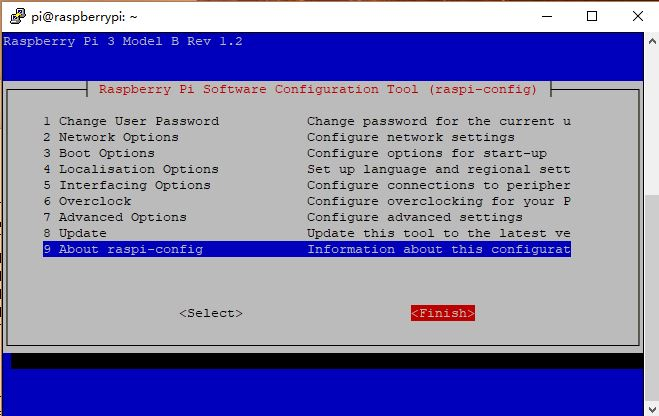 pi@raspberrypi: ~
Raspberry Pi 3 Model B Rev 1.2
Raspberry Pi Software Configuration Tool (raspi-config)
1 Change User Password Change password for the current u
2 Network Options Configure network settings
3 Boot Options Configure options for start-up
4 Localisation Options Set up language and regional sett
5 Interfacing Options Configure connections to peripher
6 Overclock Configure overclocking for your P
7 Advanced Options Configure advanced settings
8 Update Update this tool to the latest ve
9 About raspi-config Information about this configurat
<Select> <Finish>